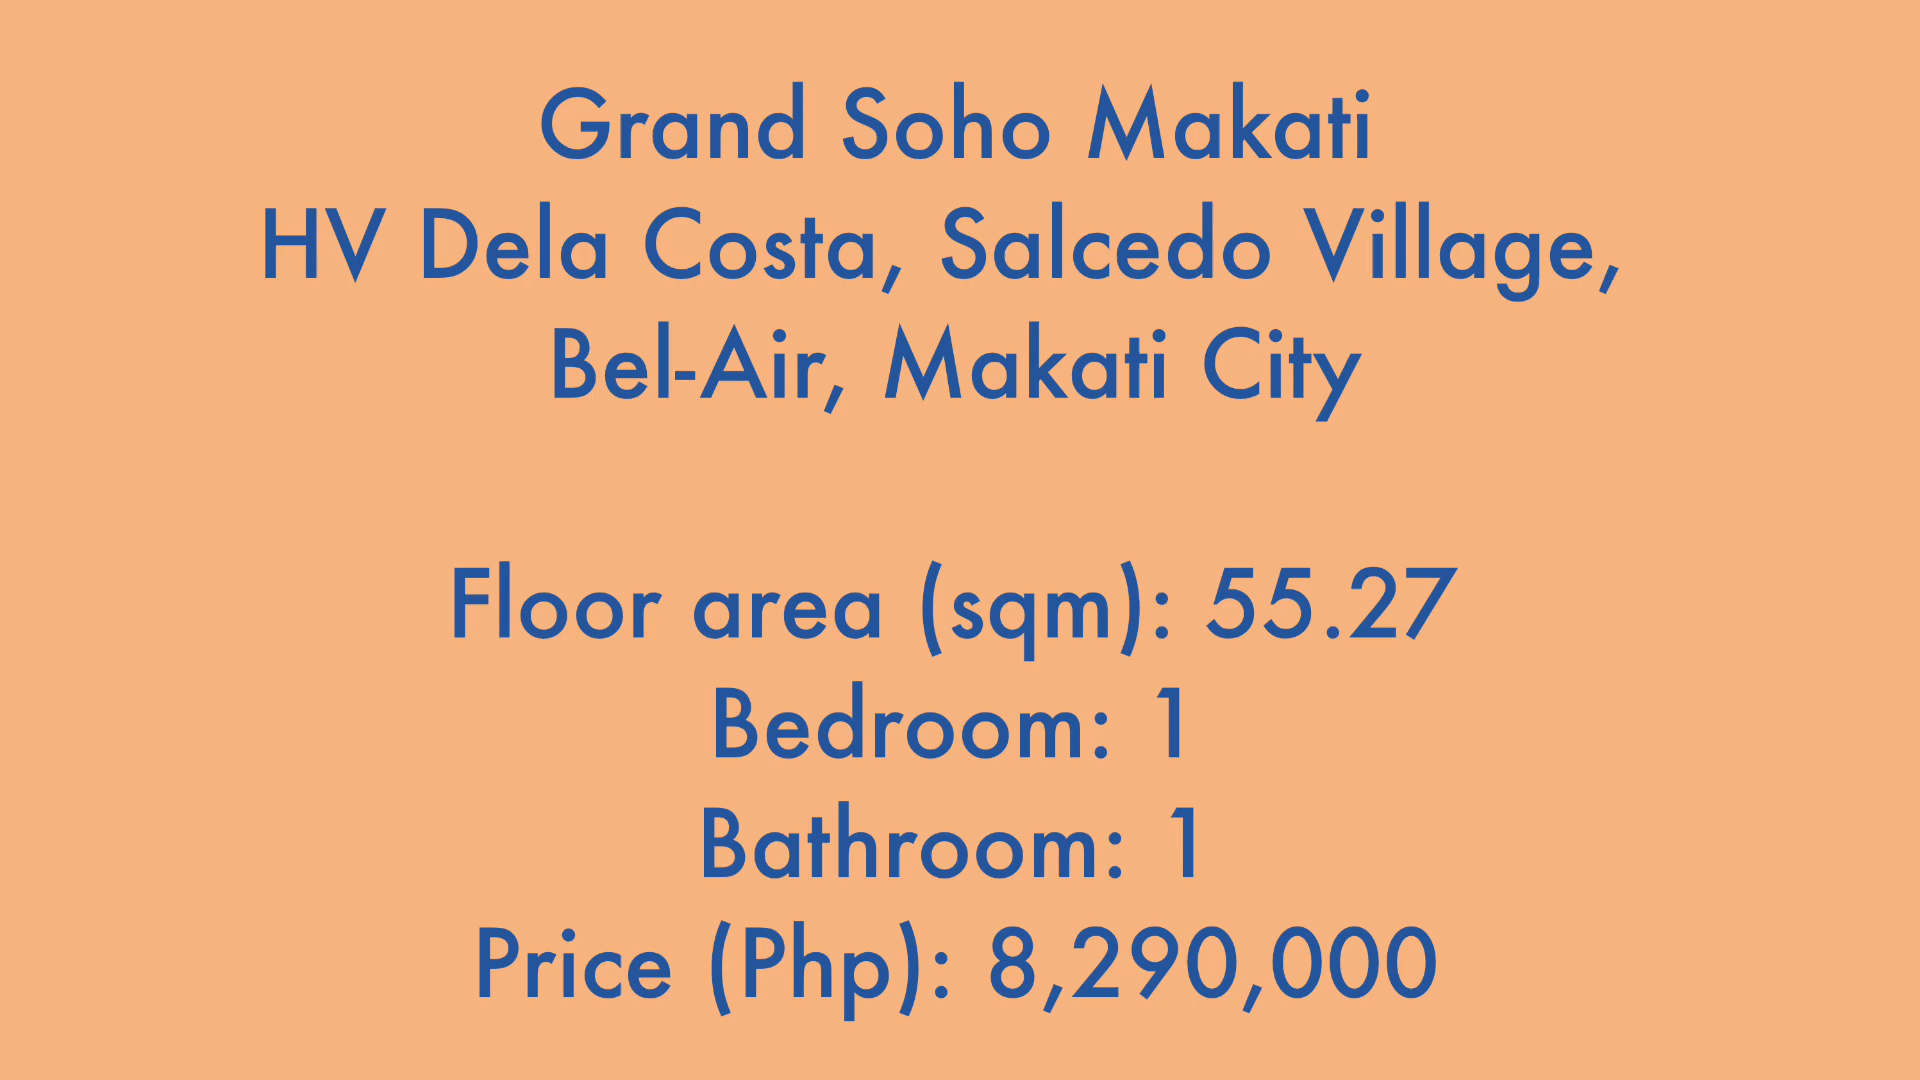 Grand Soho Makati
HV Dela Costa, Salcedo Village,
Bel-Air, Makati City
Floor area (sqm): 55.27
Bedroom: 1
Bathroom: 1
Price (Php): 8,290,000